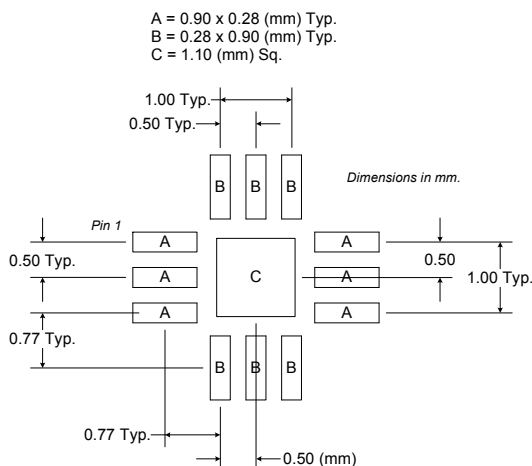 A = 0.90 x 0.28 (mm) Typ.
B = 0.28 x 0.90 (mm) Typ.
C = 1.10 (mm) Sq.
1.00 Typ.
0.50 Typ.
B B B
Dimensions in mm.
Pin 1
A A
0.50 Typ.
A C A
0.50
1.00 Typ.
A A
0.77 Typ.
B B B
0.77 Typ.
0.50 (mm)